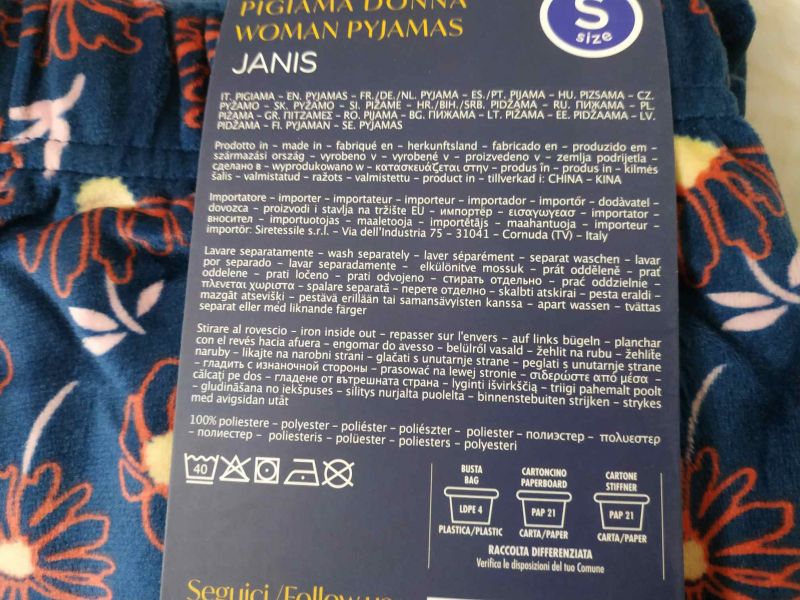 PIGIAMA DONNA
WOMAN PYJAMAS
JANIS
S
size
IT. PIGIAMA – EN. PYJAMAS – FR./DE./NL. PYJAMA – ES./PT. PIJAMA – HU. PIZSAMA – CZ.
PYŽAMO – SK. PYŽAMO – SI. PIŽAME – HR./BIH./SRB. PIDŽAMA – RU. ПИЖАМА – PL.
PIŻAMA – GR. ΠΙΤΖΑΜΕΣ – RO. PIJAMA – BG. ПИЖАМА – LT. PIŽAMA – EE. PIDŽAAMA – LV.
PIDŽAMA – FI. PYJAMAN – SE. PYJAMAS
Prodotto in – made in – fabriqué en – herkunftsland – fabricado en – produzido em –
származási ország – vyrobeno v – vyrobené v – proizvedeno v – zemlja podrijetla –
сделано в – wyprodukowano w – κατασκευάζεται στην – produs în – produs in – kilmės
šalis – valmistatud – ražots – valmistettu – product in – tillverkad i: CHINA – KINA
Importatore – importer – importateur – importeur – importador – importőr – dodàvatel –
dovozca – proizvodi i stavlja na tržište EU – импортер – εισαγωγεασ – importator –
вносител – importuotojas – maaletooja – importētājs – maahantuoja – importeur –
importör: Siretessile s.r.l. – Via dell'Industria 75 – 31041 – Cornuda (TV) – Italy
Lavare separatamente – wash separately – laver séparément – separat waschen – lavar
por separado – lavar separadamente – elkülönítve mossuk – prát odděleně – prať
oddelene – prati ločeno – prati odvojeno – стирать отдельно – prać oddzielnie –
πλενεται χωριστα – spalare separată – перете отделно – skalbti atskirai – pesta eraldi –
mazgāt atsevišķi – pestävä erillään tai samansävyisten kanssa – apart wassen – tvättas
separat eller med liknande färger
Stirare al rovescio – iron inside out – repasser sur l'envers – auf links bügeln – planchar
con el revés hacia afuera – engomar do avesso – belülről vasald – žehlit na rubu – žehlite
naruby – likajte na narobni strani – glačati s unutarnje strane – peglati s unutarnje strane
– гладить с изнаночной стороны – prasować na lewej stronie – σιδερώστε από μέσα –
călcați pe dos – гладене от вътрешната страна – lyginti išvirkščią – triigi pahemalt poolt
– gludināšana no iekšpuses – silitys nurjalta puolelta – binnenstebuiten strijken – strykes
med avigsidan utåt
100% poliestere – polyester – poliéster – poliészter – poliester – полиэстер – πολυεστερ
– полиестер – poliesteris – polüester – poliesters – polyesteri
40
BUSTA
BAG
LDPE 4
PLASTICA/PLASTIC
CARTONCINO
PAPERBOARD
PAP 21
CARTA/PAPER
CARTONE
STIFFNER
PAP 21
CARTA/PAPER
RACCOLTA DIFFERENZIATA
Verifica le disposizioni del tuo Comune
Seguici /Follow us